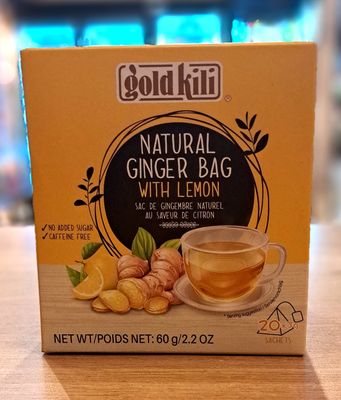 gold kili
®
NATURAL
GINGER BAG
WITH LEMON
SAC DE GINGEMBRE NATUREL
AU SAVEUR DE CITRON
✓ NO ADDED SUGAR
✓ CAFFEINE FREE
20
SACHETS
NET WT/POIDS NET: 60 g/2.2 OZ